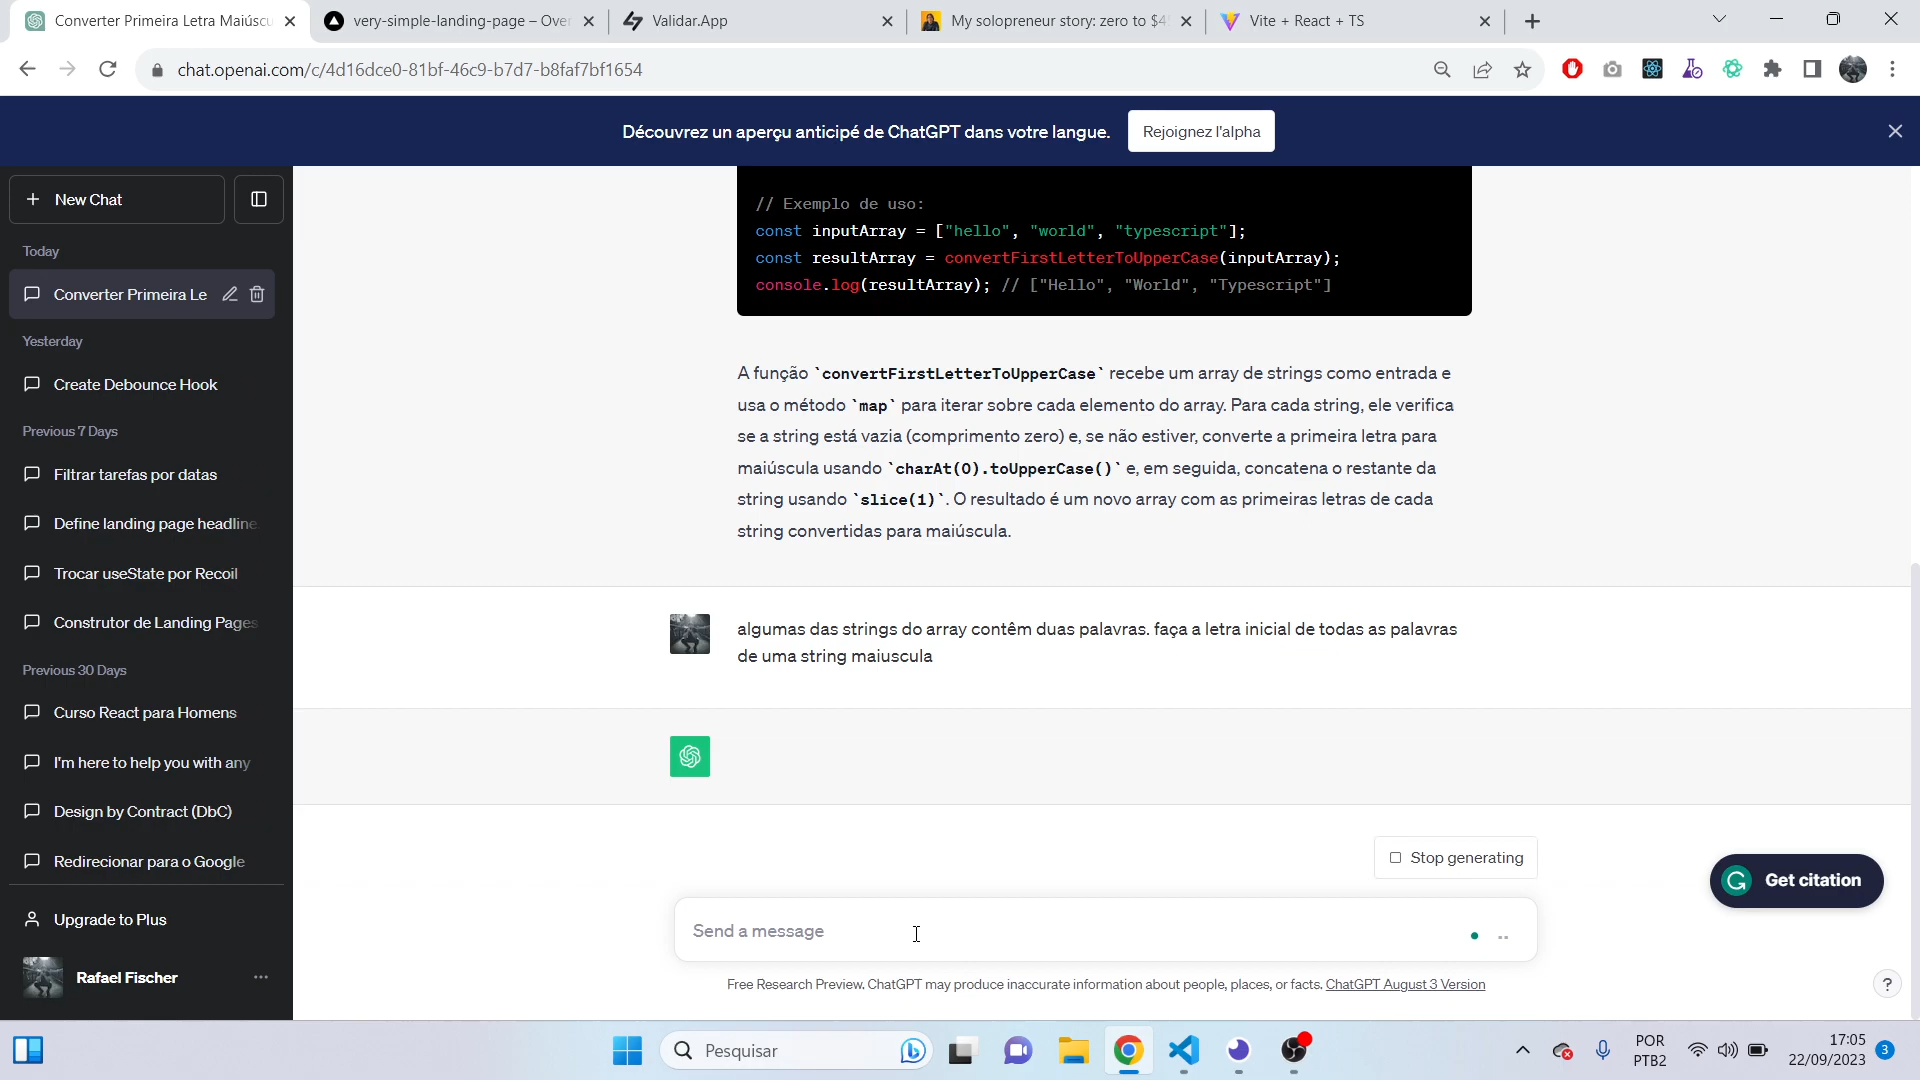 Converter Primeira Letra Maiúscu
very-simple-landing-page – Over
Validar.App
My solopreneur story: zero to $45
Vite + React + TS
chat.openai.com/c/4d16dce0-81bf-46c9-b7d7-b8faf7bf1654
Découvrez un aperçu anticipé de ChatGPT dans votre langue.
Rejoignez l'alpha
New Chat
Today
Converter Primeira Le
Yesterday
Create Debounce Hook
Previous 7 Days
Filtrar tarefas por datas
Define landing page headline
Trocar useState por Recoil
Construtor de Landing Pages
Previous 30 Days
Curso React para Homens
I'm here to help you with any
Design by Contract (DbC)
Redirecionar para o Google
Upgrade to Plus
Rafael Fischer
// Exemplo de uso:
const inputArray = ["hello", "world", "typescript"];
const resultArray = convertFirstLetterToUpperCase(inputArray);
console.log(resultArray); // ["Hello", "World", "Typescript"]
A função `convertFirstLetterToUpperCase` recebe um array de strings como entrada e
usa o método `map` para iterar sobre cada elemento do array. Para cada string, ele verifica
se a string está vazia (comprimento zero) e, se não estiver, converte a primeira letra para
maiúscula usando `charAt(0).toUpperCase()` e, em seguida, concatena o restante da
string usando `slice(1)`. O resultado é um novo array com as primeiras letras de cada
string convertidas para maiúscula.
algumas das strings do array contêm duas palavras. faça a letra inicial de todas as palavras
de uma string maiuscula
Stop generating
Get citation
Send a message
Free Research Preview. ChatGPT may produce inaccurate information about people, places, or facts. ChatGPT August 3 Version
?
Pesquisar
POR
PTB2
17:05
22/09/2023
3